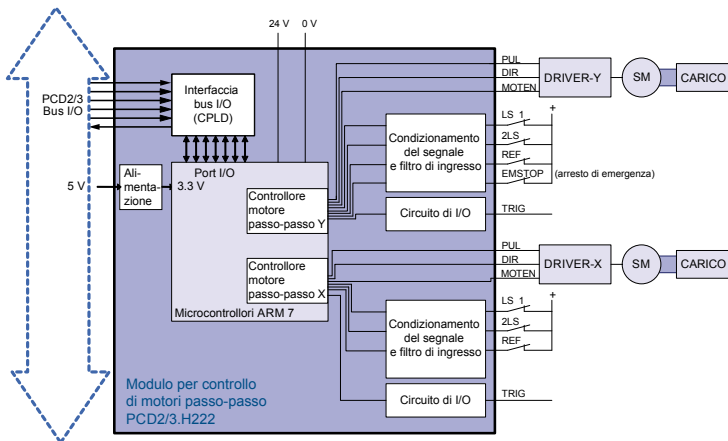 24 V
0 V
PCD2/3
Bus I/O
Interfaccia
bus I/O
(CPLD)
5 V
Ali-
menta-
zione
Port I/O
3.3 V
Controllore
motore
passo-passo Y
Controllore
motore
passo-passo X
Microcontrollori ARM 7
Modulo per controllo
di motori passo-passo
PCD2/3.H222
Condizionamento
del segnale
e filtro di ingresso
Circuito di I/O
PUL
DIR
MOTEN
DRIVER-Y
SM
CARICO
LS 1
2LS
REF
EMSTOP
+
(arresto di emergenza)
TRIG
PUL
DIR
MOTEN
DRIVER-X
SM
CARICO
Condizionamento
del segnale
e filtro di ingresso
LS 1
2LS
REF
+
Circuito di I/O
TRIG